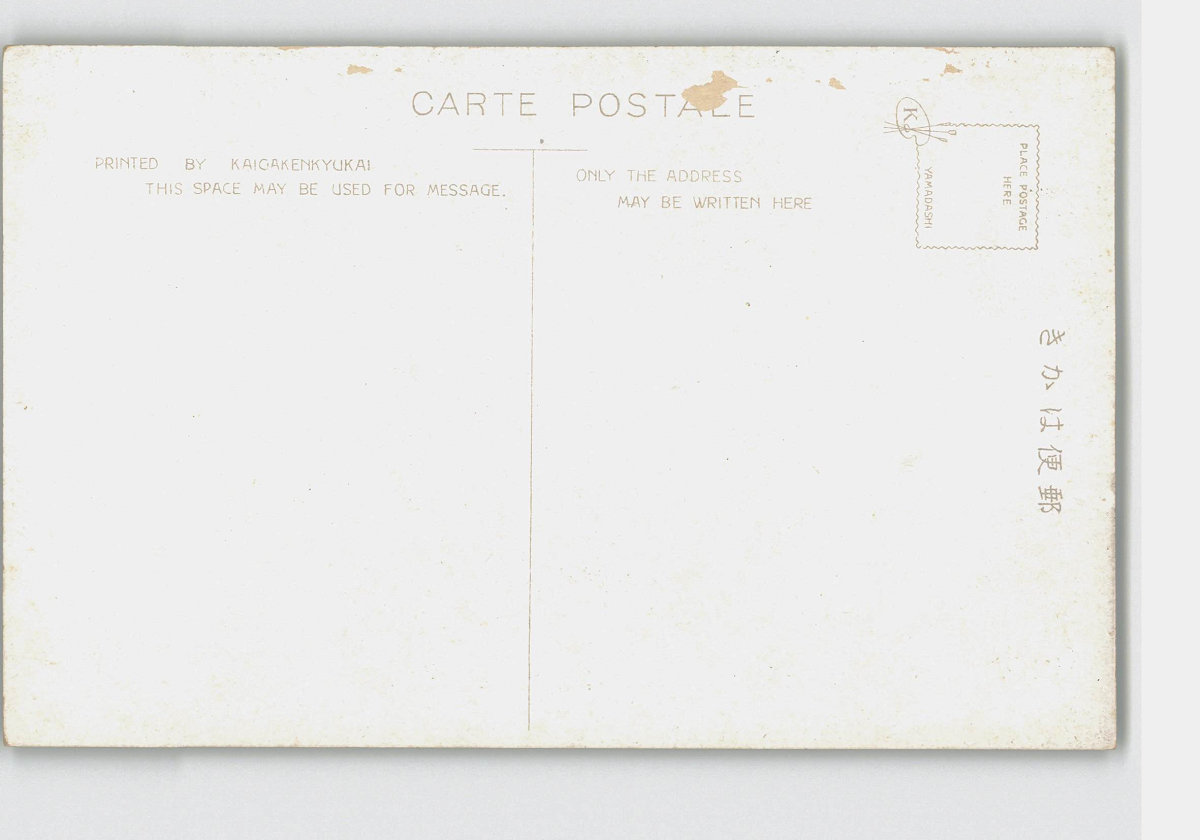 CARTE POSTALE
PRINTED BY KAIGAKENKYUKAI
THIS SPACE MAY BE USED FOR MESSAGE.
ONLY THE ADDRESS
MAY BE WRITTEN HERE
K
PLACE POSTAGE
HERE
YAMADASHI
郵便はかき